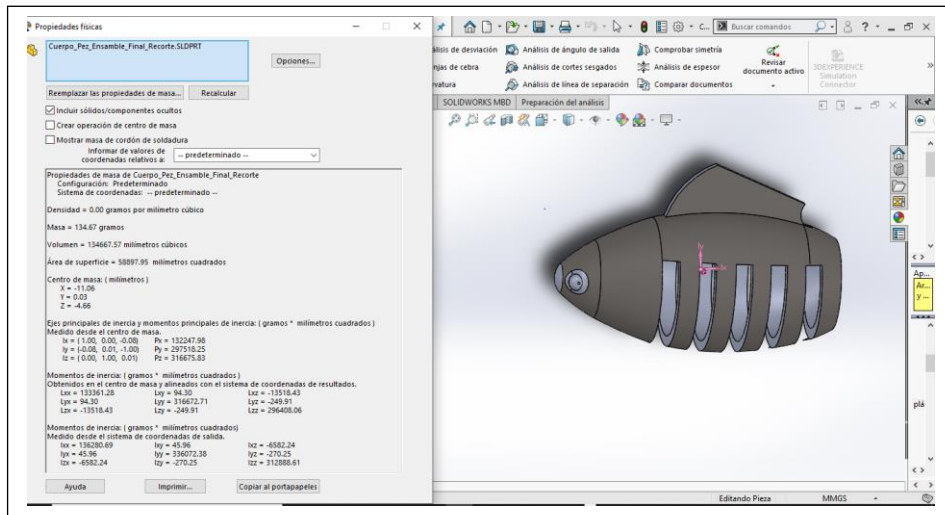 Propiedades físicas
Cuerpo_Pez_Ensamble_Final_Recorte.SLDPRT
Opciones...
Reemplazar las propiedades de masa...
Recalcular
Incluir sólidos/componentes ocultos
Crear operación de centro de masa
Mostrar masa de cordón de soldadura
Informar de valores de
coordenadas relativos a:
-- predeterminado --
Propiedades de masa de Cuerpo_Pez_Ensamble_Final_Recorte
Configuración: Predeterminado
Sistema de coordenadas: -- predeterminado --
Densidad = 0.00 gramos por milímetro cúbico
Masa = 134.67 gramos
Volumen = 134667.57 milímetros cúbicos
Área de superficie = 58897.95 milímetros cuadrados
Centro de masa: ( milímetros )
X = -11.06
Y = 0.03
Z = -4.66
Ejes principales de inercia y momentos principales de inercia: ( gramos * milímetros cuadrados )
Medido desde el centro de masa.
Ix = ( 1.00, 0.00, -0.08) Px = 132247.98
Iy = (-0.08, 0.01, -1.00) Py = 297518.25
Iz = ( 0.00, 1.00, 0.01) Pz = 316675.83
Momentos de inercia: ( gramos * milímetros cuadrados )
Obtenidos en el centro de masa y alineados con el sistema de coordenadas de resultados.
Lxx = 133361.28 Lxy = 94.30 Lxz = -13518.43
Lyx = 94.30 Lyy = 316672.71 Lyz = -249.91
Lzx = -13518.43 Lzy = -249.91 Lzz = 296408.06
Momentos de inercia: ( gramos * milímetros cuadrados)
Medido desde el sistema de coordenadas de salida.
Ixx = 136280.69 Ixy = 45.96 Ixz = -6582.24
Iyx = 45.96 Iyy = 336072.38 Iyz = -270.25
Izx = -6582.24 Izy = -270.25 Izz = 312888.61
Ayuda
Imprimir...
Copiar al portapapeles
C...
Buscar comandos
álisis de desviación
Análisis de ángulo de salida
Comprobar simetría
njas de cebra
Análisis de cortes sesgados
Análisis de espesor
Revisar
documento activo
3DEXPERIENCE
Simulation
Connector
rvatura
Análisis de línea de separación
Comparar documentos
SOLIDWORKS MBD
Preparación del análisis
Ap...
Ar...
y ...
plá
Editando Pieza
MMGS